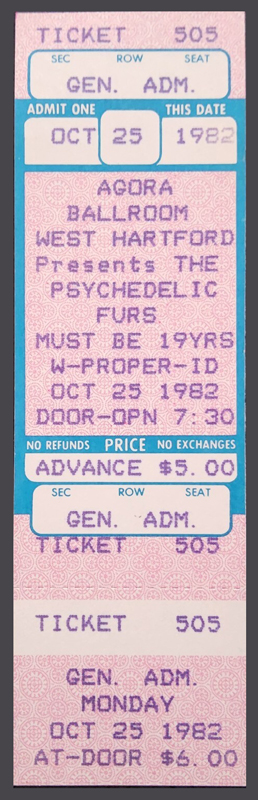 TICKET 505
SEC ROW SEAT
GEN. ADM.
ADMIT ONE THIS DATE
OCT 25 1982
AGORA
BALLROOM
WEST HARTFORD
Presents THE
PSYCHEDELIC
FURS
MUST BE 19YRS
W-PROPER-ID
OCT 25 1982
DOOR-OPN 7:30
NO REFUNDS PRICE NO EXCHANGES
ADVANCE $5.00
SEC ROW SEAT
GEN. ADM.
TICKET 505
TICKET 505
GEN. ADM.
MONDAY
OCT 25 1982
AT-DOOR $6.00